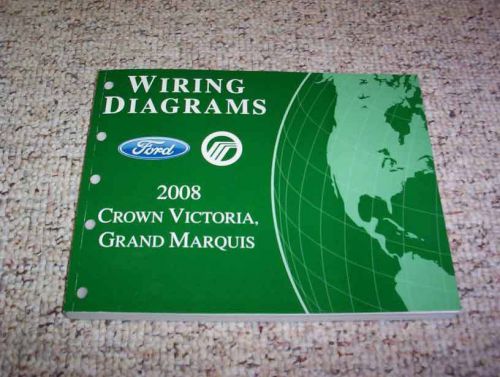 WIRING
DIAGRAMS
Ford
2008
CROWN VICTORIA,
GRAND MARQUIS